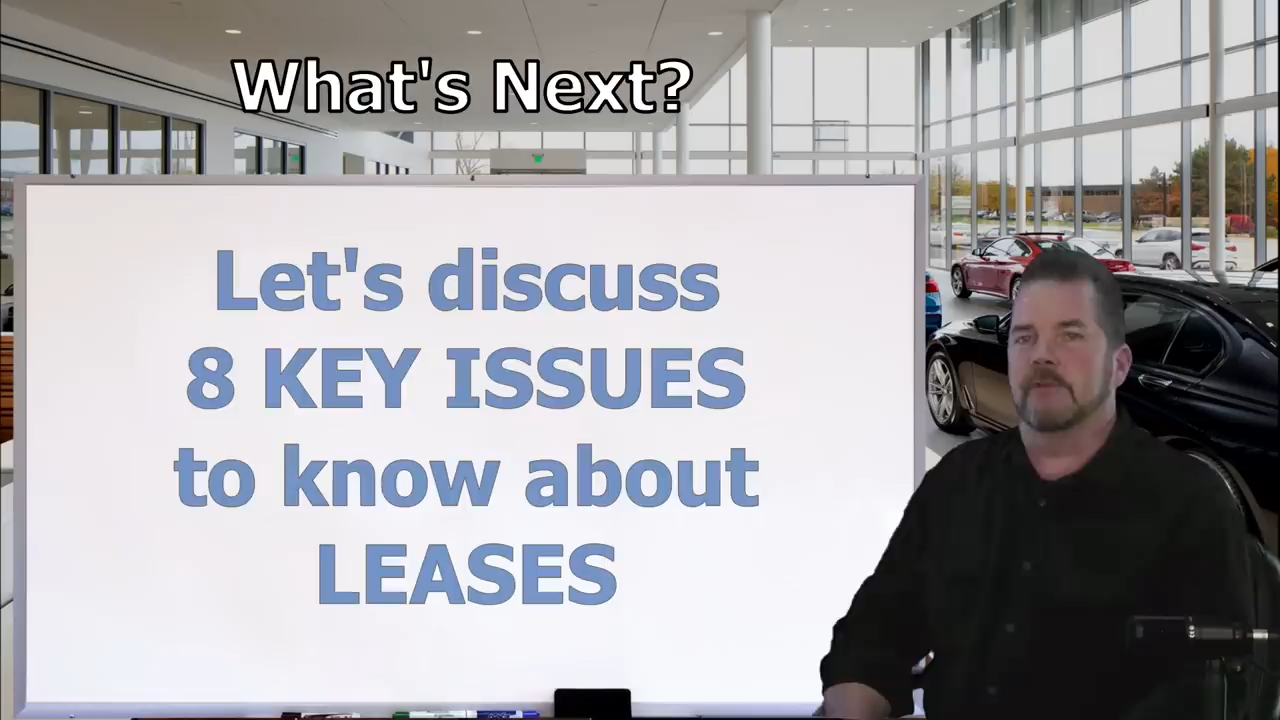 What's Next?
Let's discuss
8 KEY ISSUES
to know about
LEASES